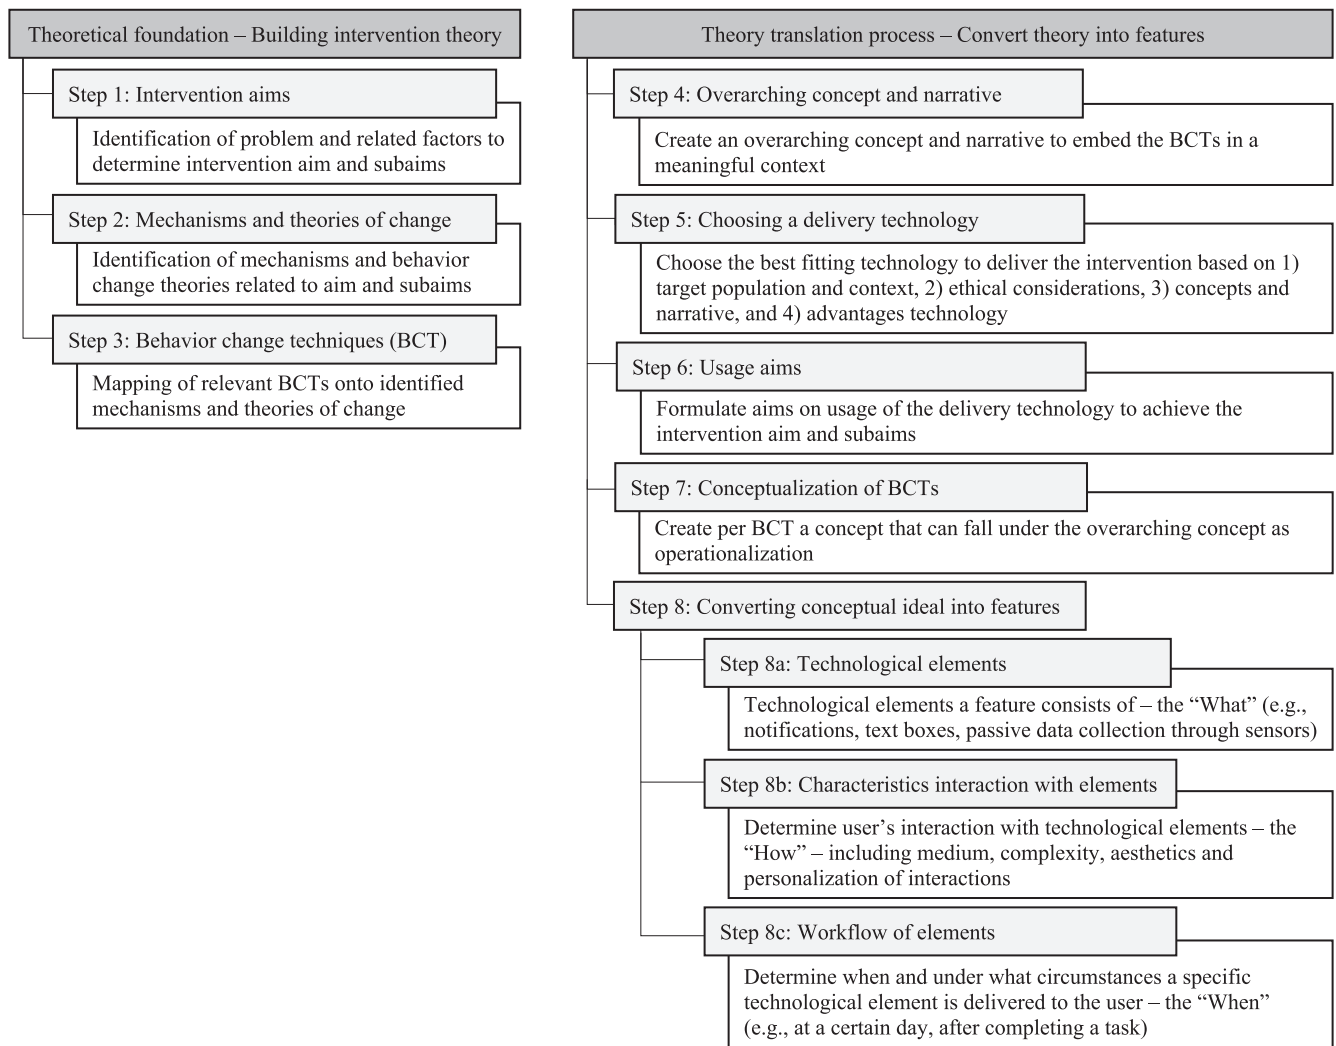 Theoretical foundation – Building intervention theory
Step 1: Intervention aims
Identification of problem and related factors to
determine intervention aim and subaims
Step 2: Mechanisms and theories of change
Identification of mechanisms and behavior
change theories related to aim and subaims
Step 3: Behavior change techniques (BCT)
Mapping of relevant BCTs onto identified
mechanisms and theories of change
Theory translation process – Convert theory into features
Step 4: Overarching concept and narrative
Create an overarching concept and narrative to embed the BCTs in a
meaningful context
Step 5: Choosing a delivery technology
Choose the best fitting technology to deliver the intervention based on 1)
target population and context, 2) ethical considerations, 3) concepts and
narrative, and 4) advantages technology
Step 6: Usage aims
Formulate aims on usage of the delivery technology to achieve the
intervention aim and subaims
Step 7: Conceptualization of BCTs
Create per BCT a concept that can fall under the overarching concept as
operationalization
Step 8: Converting conceptual ideal into features
Step 8a: Technological elements
Technological elements a feature consists of – the “What” (e.g.,
notifications, text boxes, passive data collection through sensors)
Step 8b: Characteristics interaction with elements
Determine user’s interaction with technological elements – the
“How” – including medium, complexity, aesthetics and
personalization of interactions
Step 8c: Workflow of elements
Determine when and under what circumstances a specific
technological element is delivered to the user – the “When”
(e.g., at a certain day, after completing a task)